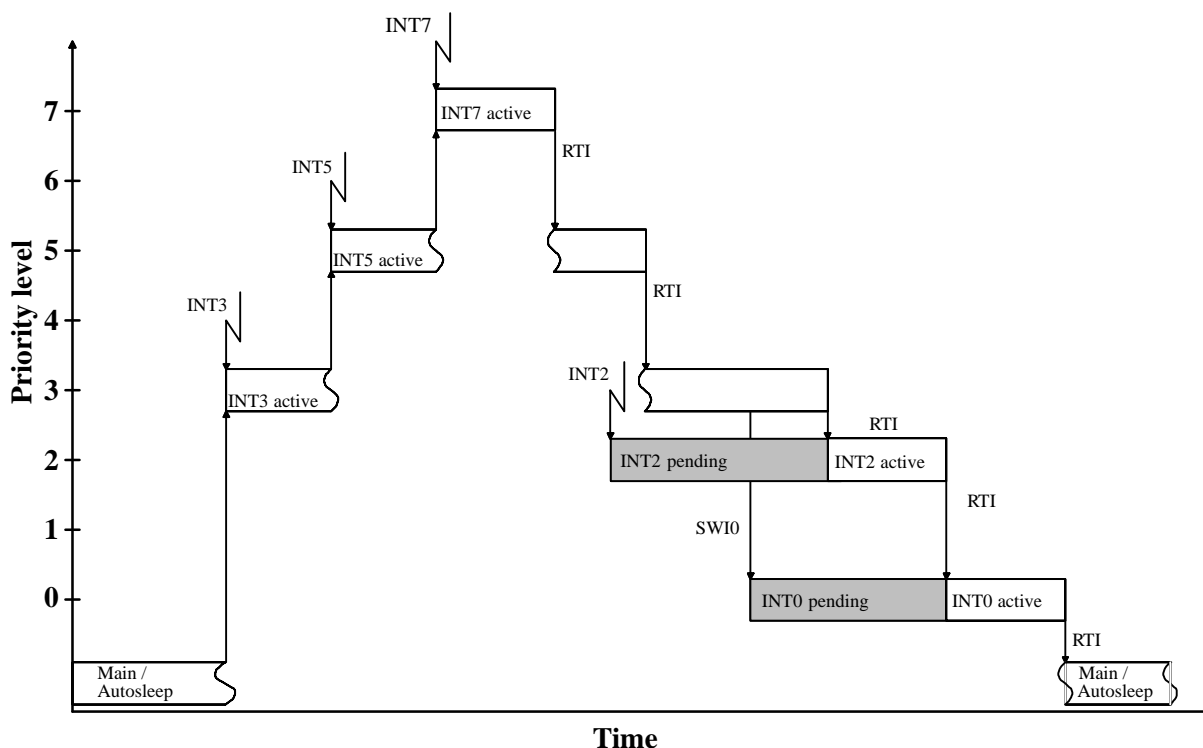 INT7
7
INT7 active
RTI
INT5
6
5
INT5 active
RTI
INT3
4
3
INT3 active
INT2
RTI
2
INT2 pending
INT2 active
RTI
SWI0
1
0
INT0 pending
INT0 active
RTI
Main /
Autosleep
Main /
Autosleep
Priority level
Time